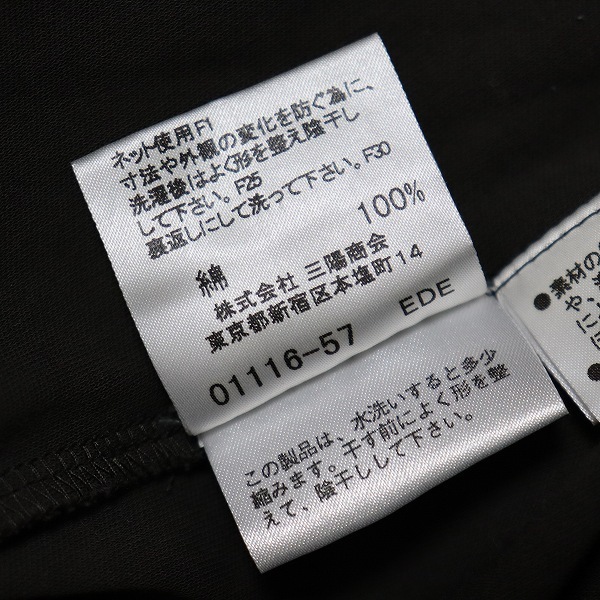 ネット使用F1
寸法や外観の変化を防ぐ為に、
洗濯後はよく形を整え陰干し
して下さい。F25
裏返しにして洗って下さい。F30
綿 100%
株式会社 三陽商会
東京都新宿区本塩町14
01116-57 EDE
この製品は、水洗いすると多少
縮みます。干す前によく形を整
えて、陰干しして下さい。
●素材の
や、
に
●